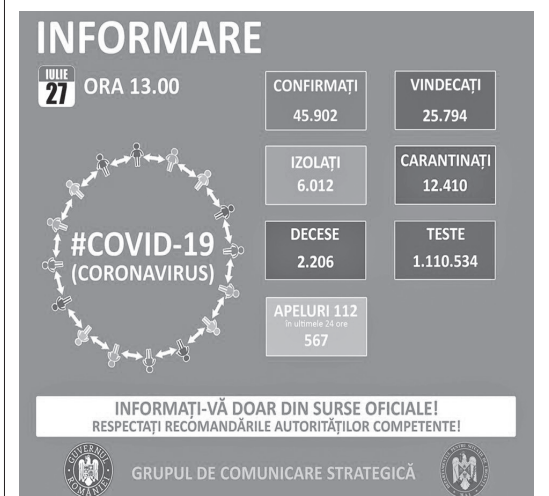 INFORMARE
IULIE
27
ORA 13.00
CONFIRMAȚI
45.902
VINDECAȚI
25.794
IZOLAȚI
6.012
CARANTINAȚI
12.410
#COVID-19
(CORONAVIRUS)
DECESE
2.206
TESTE
1.110.534
APELURI 112
în ultimele 24 ore
567
INFORMAȚI-VĂ DOAR DIN SURSE OFICIALE!
RESPECTAȚI RECOMANDĂRILE AUTORITĂȚILOR COMPETENTE!
GUVERNUL
ROMÂNIEI
GRUPUL DE COMUNICARE STRATEGICĂ